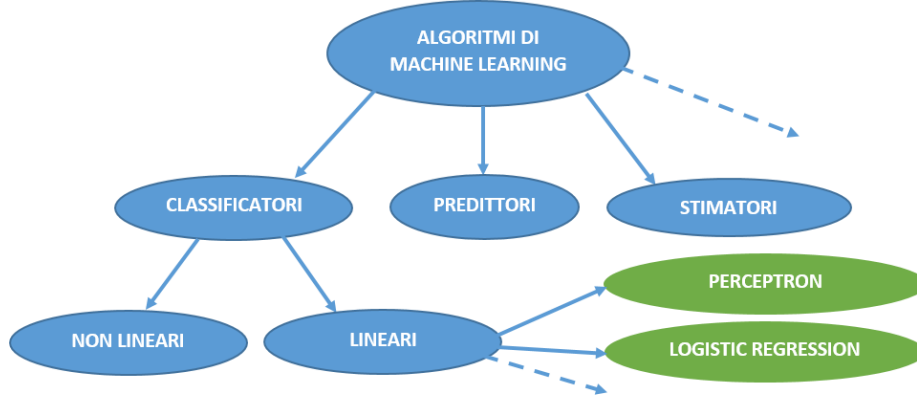 ALGORITMI DI
MACHINE LEARNING
CLASSIFICATORI
PREDITTORI
STIMATORI
PERCEPTRON
NON LINEARI
LINEARI
LOGISTIC REGRESSION